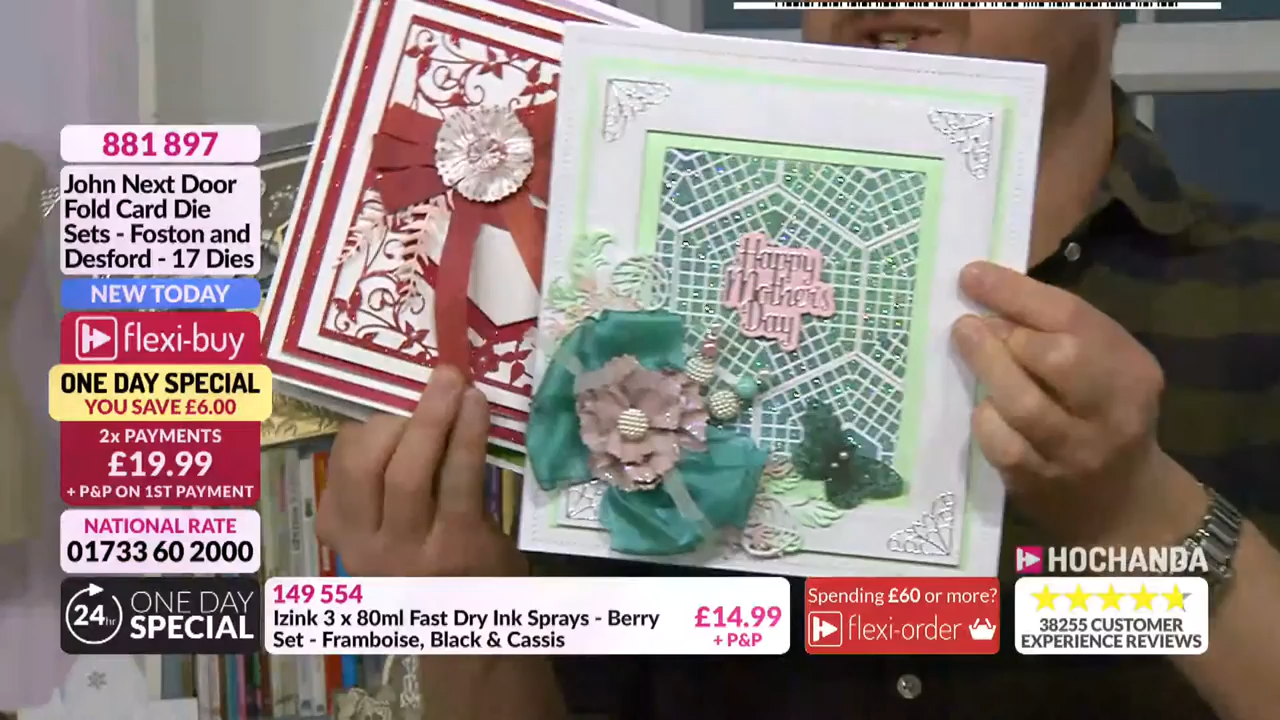 881 897
John Next Door
Fold Card Die
Sets - Foston and
Desford - 17 Dies
NEW TODAY
flexi-buy
ONE DAY SPECIAL
YOU SAVE £6.00
2x PAYMENTS
£19.99
+ P&P ON 1ST PAYMENT
NATIONAL RATE
01733 60 2000
24hr
ONE DAY
SPECIAL
149 554
Izink 3 x 80ml Fast Dry Ink Sprays - Berry
Set - Framboise, Black & Cassis
£14.99
+ P&P
Spending £60 or more?
flexi-order
HOCHANDA
38255 CUSTOMER
EXPERIENCE REVIEWS
Happy
Mother's
Day